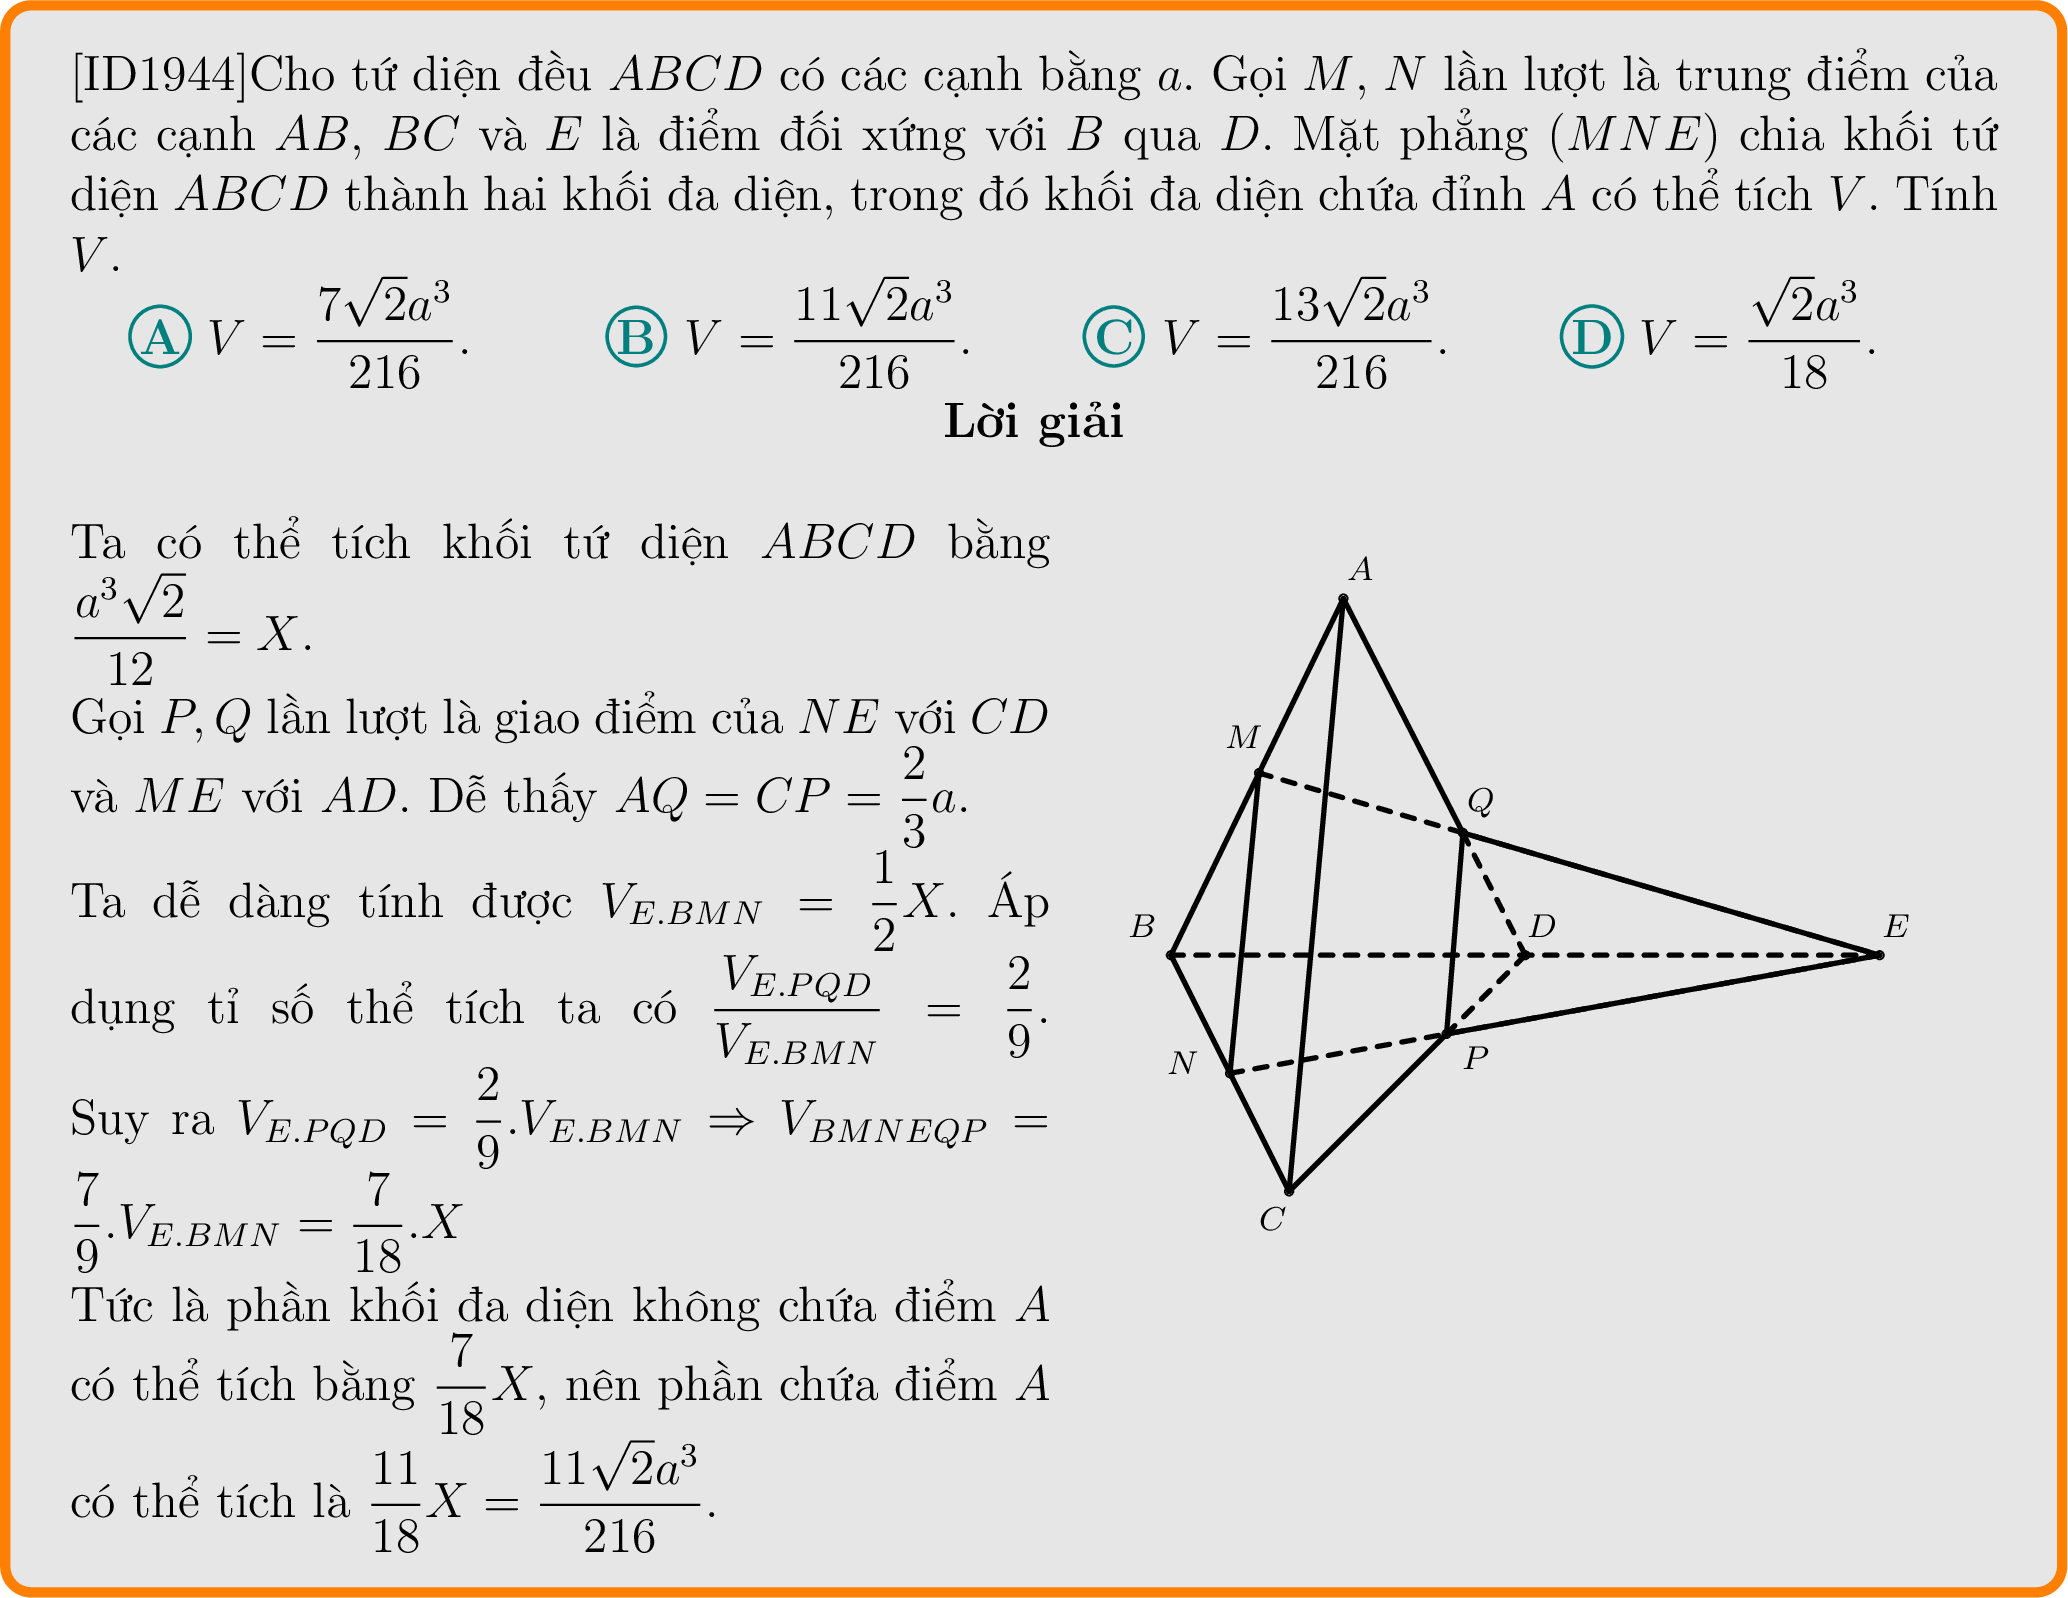 [ID1944]Cho tứ diện đều ABCD có các cạnh bằng a. Gọi M, N lần lượt là trung điểm của
các cạnh AB, BC và E là điểm đối xứng với B qua D. Mặt phẳng (MNE) chia khối tứ
diện ABCD thành hai khối đa diện, trong đó khối đa diện chứa đỉnh A có thể tích V. Tính
V.
A V = \frac{7\sqrt{2}a^3}{216}. B V = \frac{11\sqrt{2}a^3}{216}. C V = \frac{13\sqrt{2}a^3}{216}. D V = \frac{\sqrt{2}a^3}{18}.
Lời giải
Ta có thể tích khối tứ diện ABCD bằng
\frac{a^3\sqrt{2}}{12} = X.
Gọi P, Q lần lượt là giao điểm của NE với CD
và ME với AD. Dễ thấy AQ = CP = \frac{2}{3}a.
Ta dễ dàng tính được V_{E.BMN} = \frac{1}{2}X. Áp
dụng tỉ số thể tích ta có \frac{V_{E.PQD}}{V_{E.BMN}} = \frac{2}{9}.
Suy ra V_{E.PQD} = \frac{2}{9}.V_{E.BMN} ⇒ V_{BMNEQP} =
\frac{7}{9}.V_{E.BMN} = \frac{7}{18}.X
Tức là phần khối đa diện không chứa điểm A
có thể tích bằng \frac{7}{18}X, nên phần chứa điểm A
có thể tích là \frac{11}{18}X = \frac{11\sqrt{2}a^3}{216}.
A
M
Q
B
D
E
N
P
C